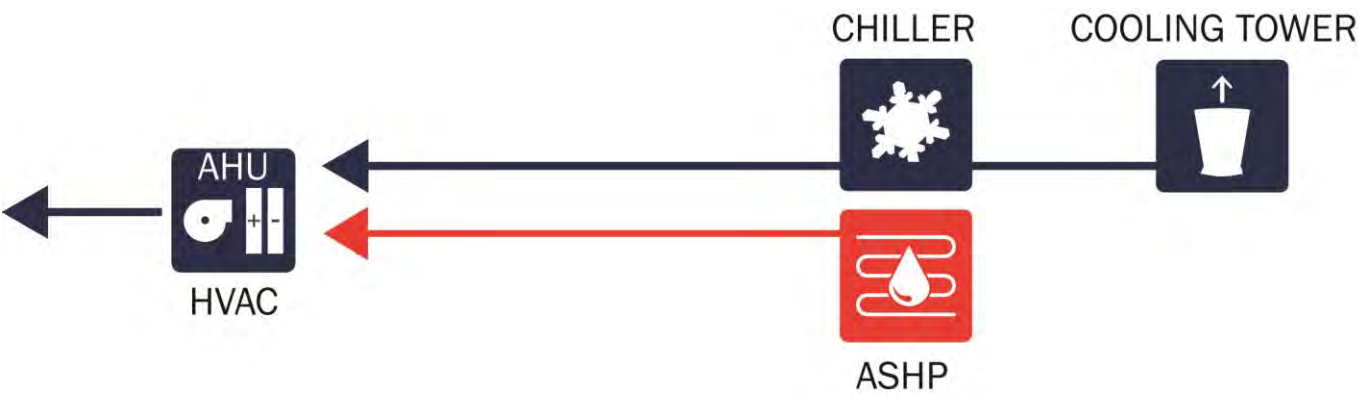 CHILLER
COOLING TOWER
AHU
+ -
HVAC
ASHP